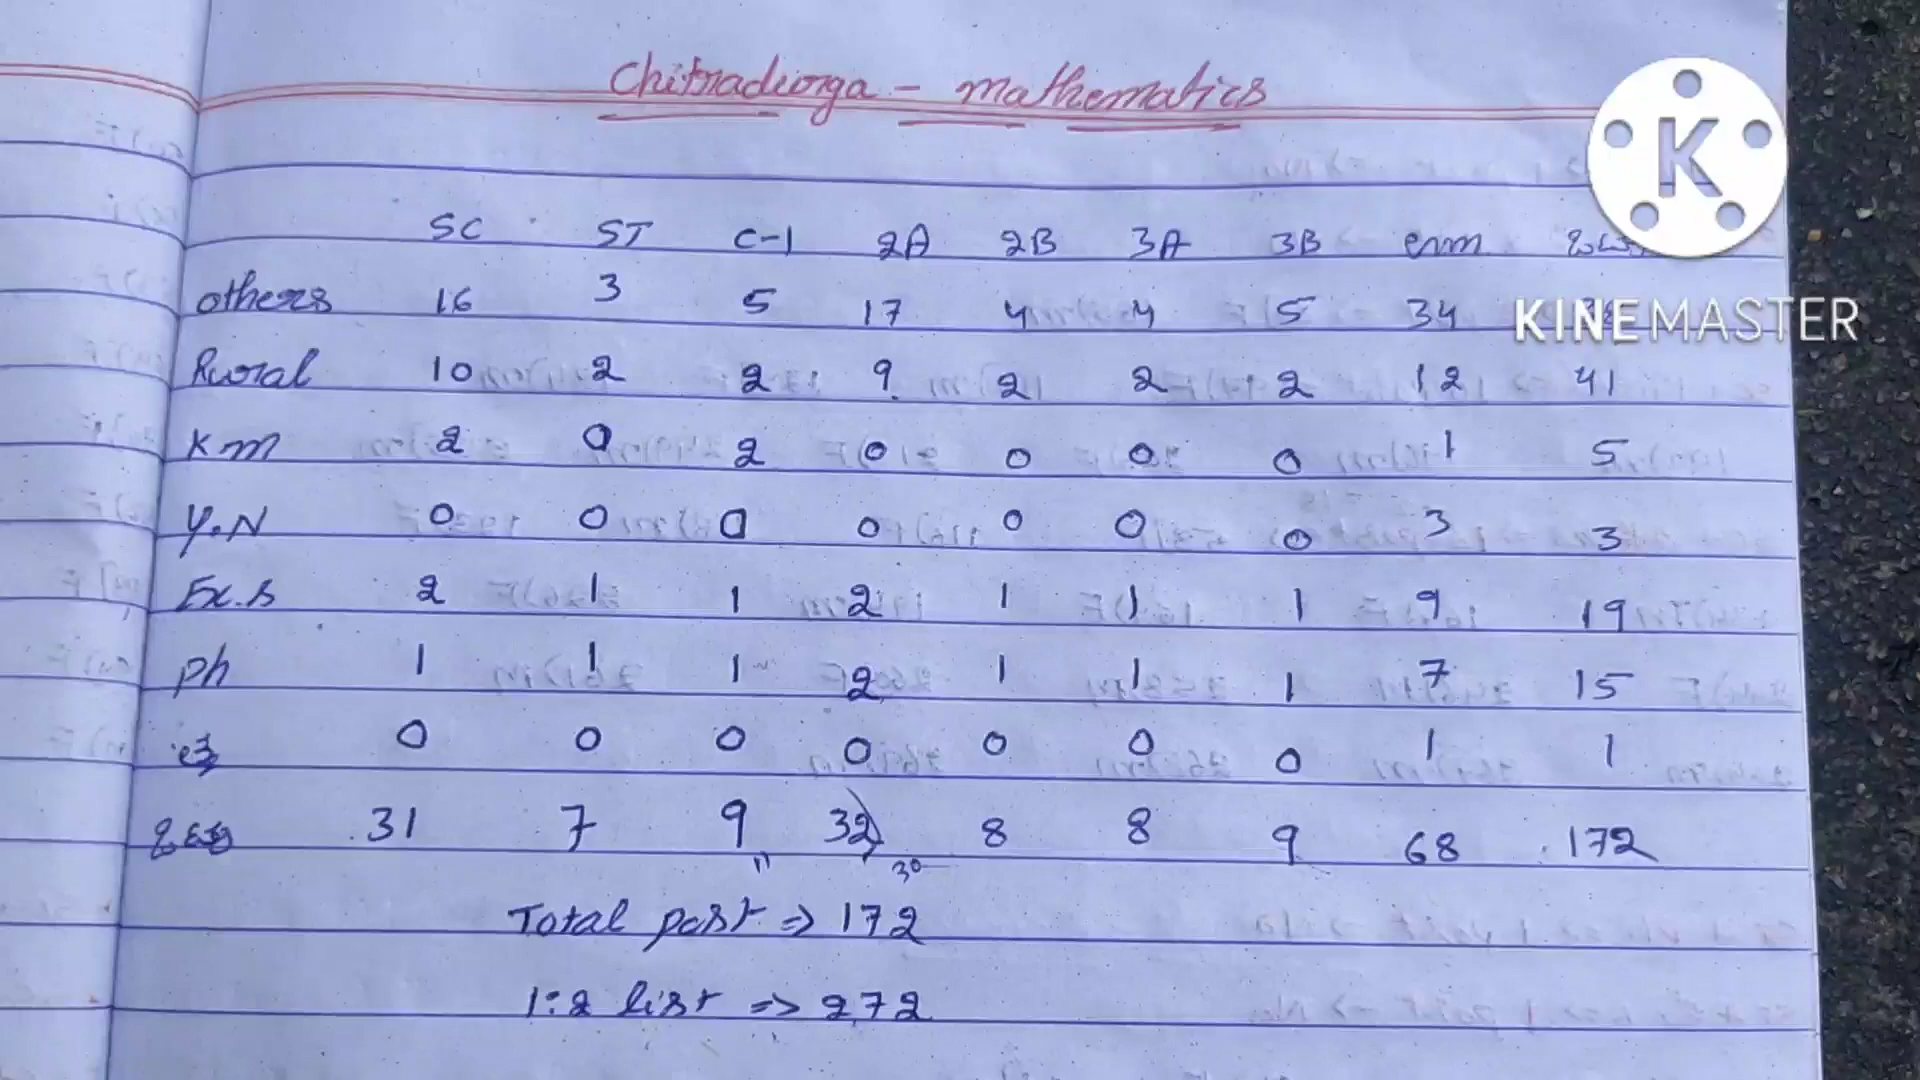 Chitradurga - mathematics
SC ST C-1 2A 2B 3A 3B GM
others 16 3 5 17 4 4 5 34
Rural 10 2 2 9 2 2 2 12 41
KM 2 0 2 0 0 0 0 1 5
Y.N 0 0 0 0 0 0 0 3 3
Ex.S 2 1 1 2 1 1 1 9 19
ph 1 1 1 2 1 1 1 7 15
0 0 0 0 0 0 0 1 1
ಒಟ್ಟು 31 7 9 32 8 8 9 68 172
11 30
Total post => 172
1:2 list => 272
K
KINEMASTER